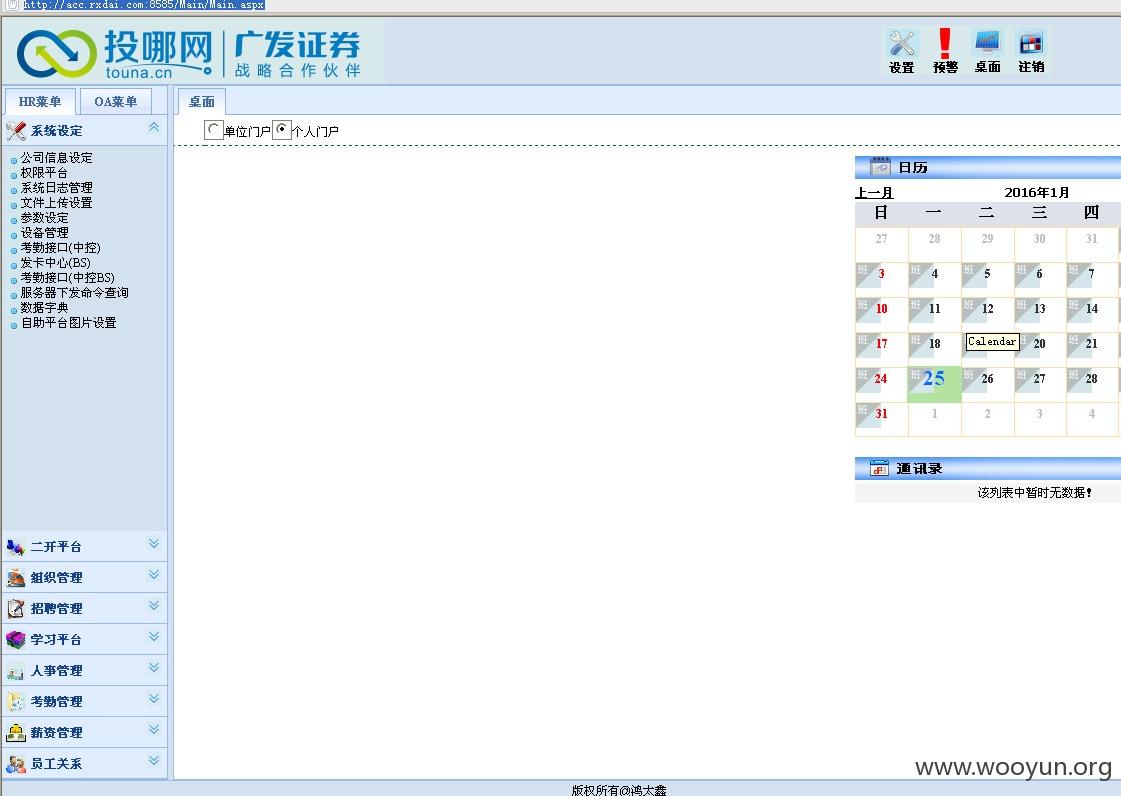 http://acc.rxdai.com:8585/Main/Main.aspx
投哪网 广发证券
touna.cn 战略合作伙伴
设置 预警 桌面 注销
HR菜单 OA菜单 桌面
系统设定
单位门户 个人门户
公司信息设定
权限平台
系统日志管理
文件上传设置
参数设定
设备管理
考勤接口(中控)
发卡中心(BS)
考勤接口(中控BS)
服务器下发命令查询
数据字典
自助平台图片设置
二开平台
组织管理
招聘管理
学习平台
人事管理
考勤管理
薪资管理
员工关系
日历
上一月 2016年1月
日 一 二 三 四
27 28 29 30 31
班 3 班 4 班 5 班 6 班 7
班 10 班 11 班 12 班 13 班 14
班 17 班 18 Calendar 班 20 班 21
班 24 班 25 班 26 班 27 班 28
班 31 1 2 3 4
通讯录
该列表中暂时无数据!
www.wooyun.org
版权所有@鸿太鑫